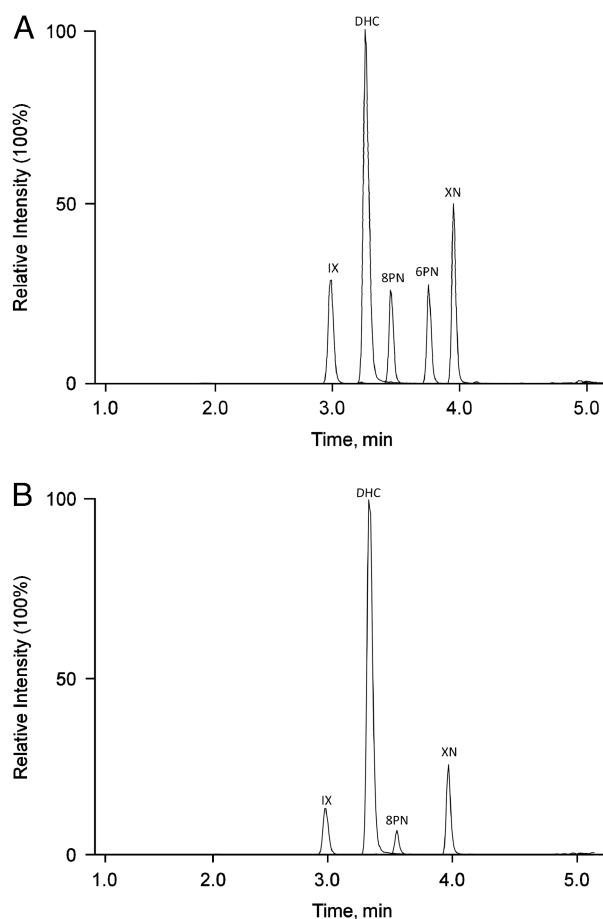 A
Relative Intensity (100%)
100
50
0
DHC
IX
8PN
6PN
XN
1.0 2.0 3.0 4.0 5.0
Time, min
B
Relative Intensity (100%)
100
50
0
DHC
IX
8PN
XN
1.0 2.0 3.0 4.0 5.0
Time, min